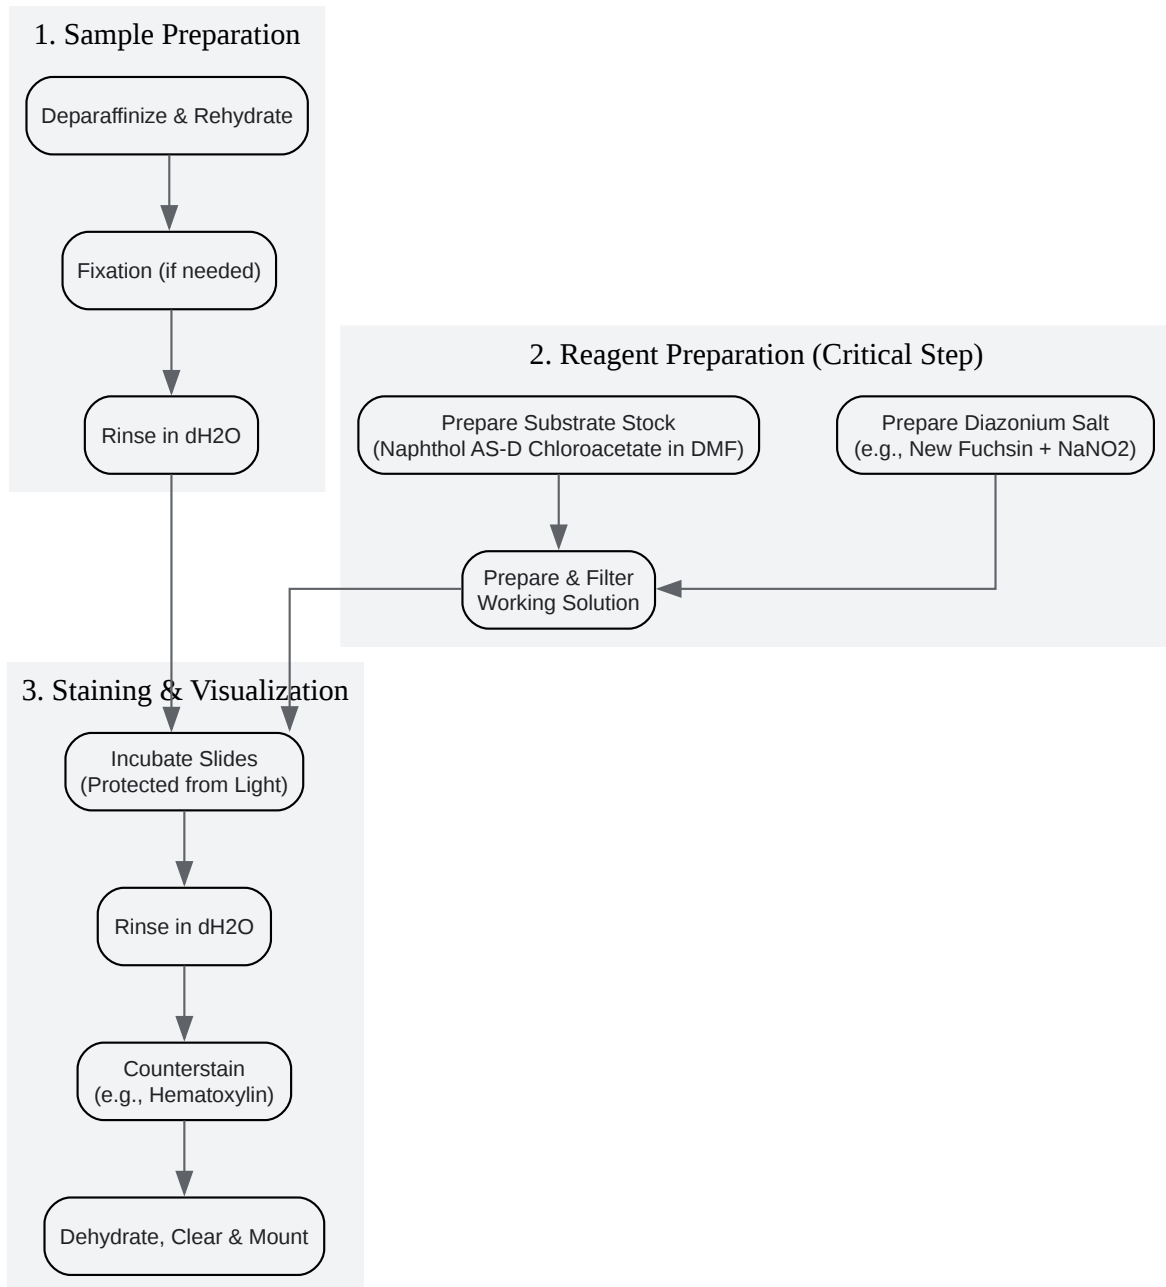 1. Sample Preparation
Deparaffinize & Rehydrate
Fixation (if needed)
Rinse in dH2O
2. Reagent Preparation (Critical Step)
Prepare Substrate Stock
(Naphthol AS-D Chloroacetate in DMF)
Prepare Diazonium Salt
(e.g., New Fuchsin + NaNO2)
Prepare & Filter
Working Solution
3. Staining & Visualization
Incubate Slides
(Protected from Light)
Rinse in dH2O
Counterstain
(e.g., Hematoxylin)
Dehydrate, Clear & Mount